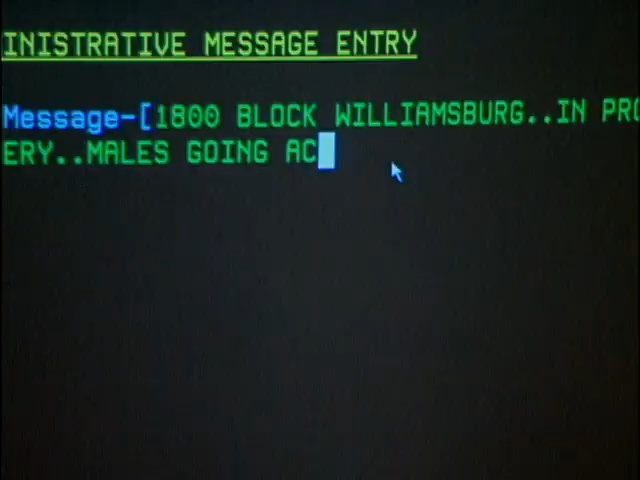 INISTRATIVE MESSAGE ENTRY
Message-[1800 BLOCK WILLIAMSBURG..IN PRO
ERY..MALES GOING AC